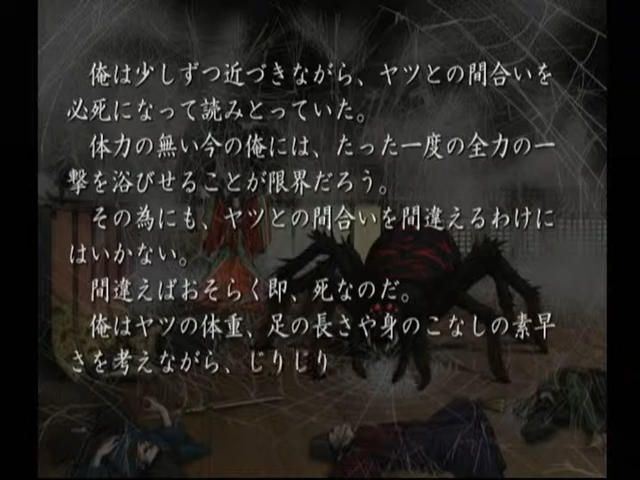 俺は少しずつ近づきながら、ヤツとの間合いを
必死になって読みとっていた。
体力の無い今の俺には、たった一度の全力の一
撃を浴びせることが限界だろう。
その為にも、ヤツとの間合いを間違えるわけに
はいかない。
間違えばおそらく即、死なのだ。
俺はヤツの体重、足の長さや身のこなしの素早
さを考えながら、じりじり